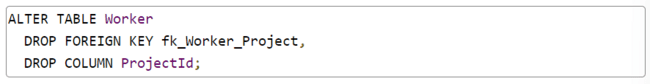 ALTER TABLE Worker
DROP FOREIGN KEY fk_Worker_Project,
DROP COLUMN ProjectId;